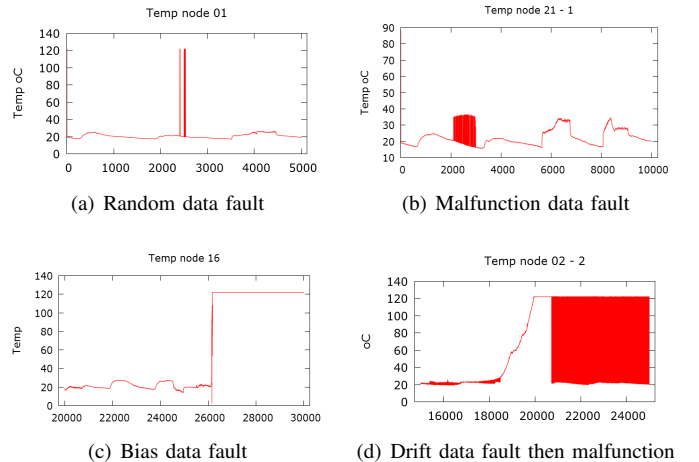 Temp node 01
140
120
100
80
60
40
20
0
Temp oC
0 1000 2000 3000 4000 5000
(a) Random data fault
Temp node 21 - 1
90
80
70
60
50
40
30
20
10
Temp oC
0 2000 4000 6000 8000 10000
(b) Malfunction data fault
Temp node 16
140
120
100
80
60
40
20
0
Temp
20000 22000 24000 26000 28000 30000
(c) Bias data fault
Temp node 02 - 2
140
120
100
80
60
40
20
0
oC
16000 18000 20000 22000 24000
(d) Drift data fault then malfunction